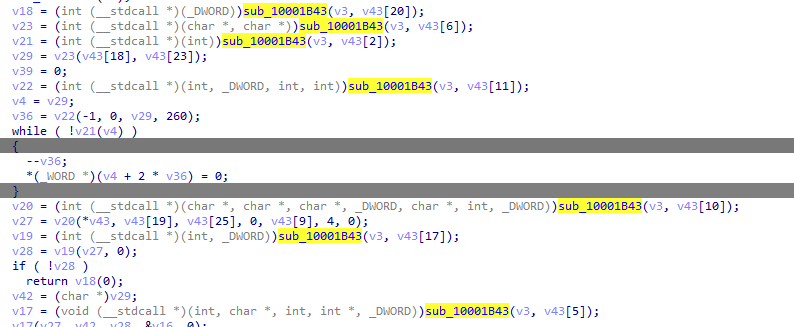 v18 = (int (__stdcall *)(_DWORD))sub_10001B43(v3, v43[20]);
v23 = (int (__stdcall *)(char *, char *))sub_10001B43(v3, v43[6]);
v21 = (int (__stdcall *)(int))sub_10001B43(v3, v43[2]);
v29 = v23(v43[18], v43[23]);
v39 = 0;
v22 = (int (__stdcall *)(int, _DWORD, int, int))sub_10001B43(v3, v43[11]);
v4 = v29;
v36 = v22(-1, 0, v29, 260);
while ( !v21(v4) )
{
--v36;
*(_WORD *)(v4 + 2 * v36) = 0;
}
v20 = (int (__stdcall *)(char *, char *, char *, _DWORD, char *, int, _DWORD))sub_10001B43(v3, v43[10]);
v27 = v20(*v43, v43[19], v43[25], 0, v43[9], 4, 0);
v19 = (int (__stdcall *)(int, _DWORD))sub_10001B43(v3, v43[17]);
v28 = v19(v27, 0);
if ( !v28 )
return v18(0);
v42 = (char *)v29;
v17 = (void (__stdcall *)(int, char *, int, int *, _DWORD))sub_10001B43(v3, v43[5]);
v17(v27, v42, v28, &v16, 0);